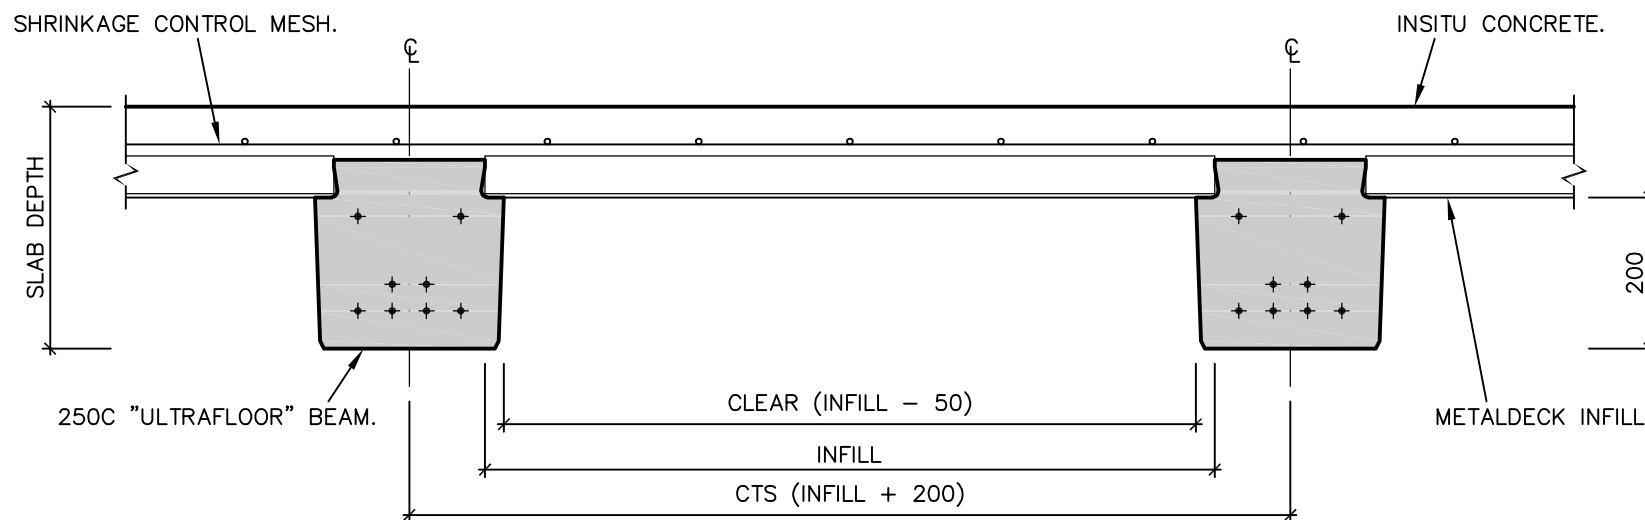 SHRINKAGE CONTROL MESH.
INSITU CONCRETE.
℄
℄
SLAB DEPTH
200
250C "ULTRAFLOOR" BEAM.
CLEAR (INFILL - 50)
METALDECK INFILL
INFILL
CTS (INFILL + 200)